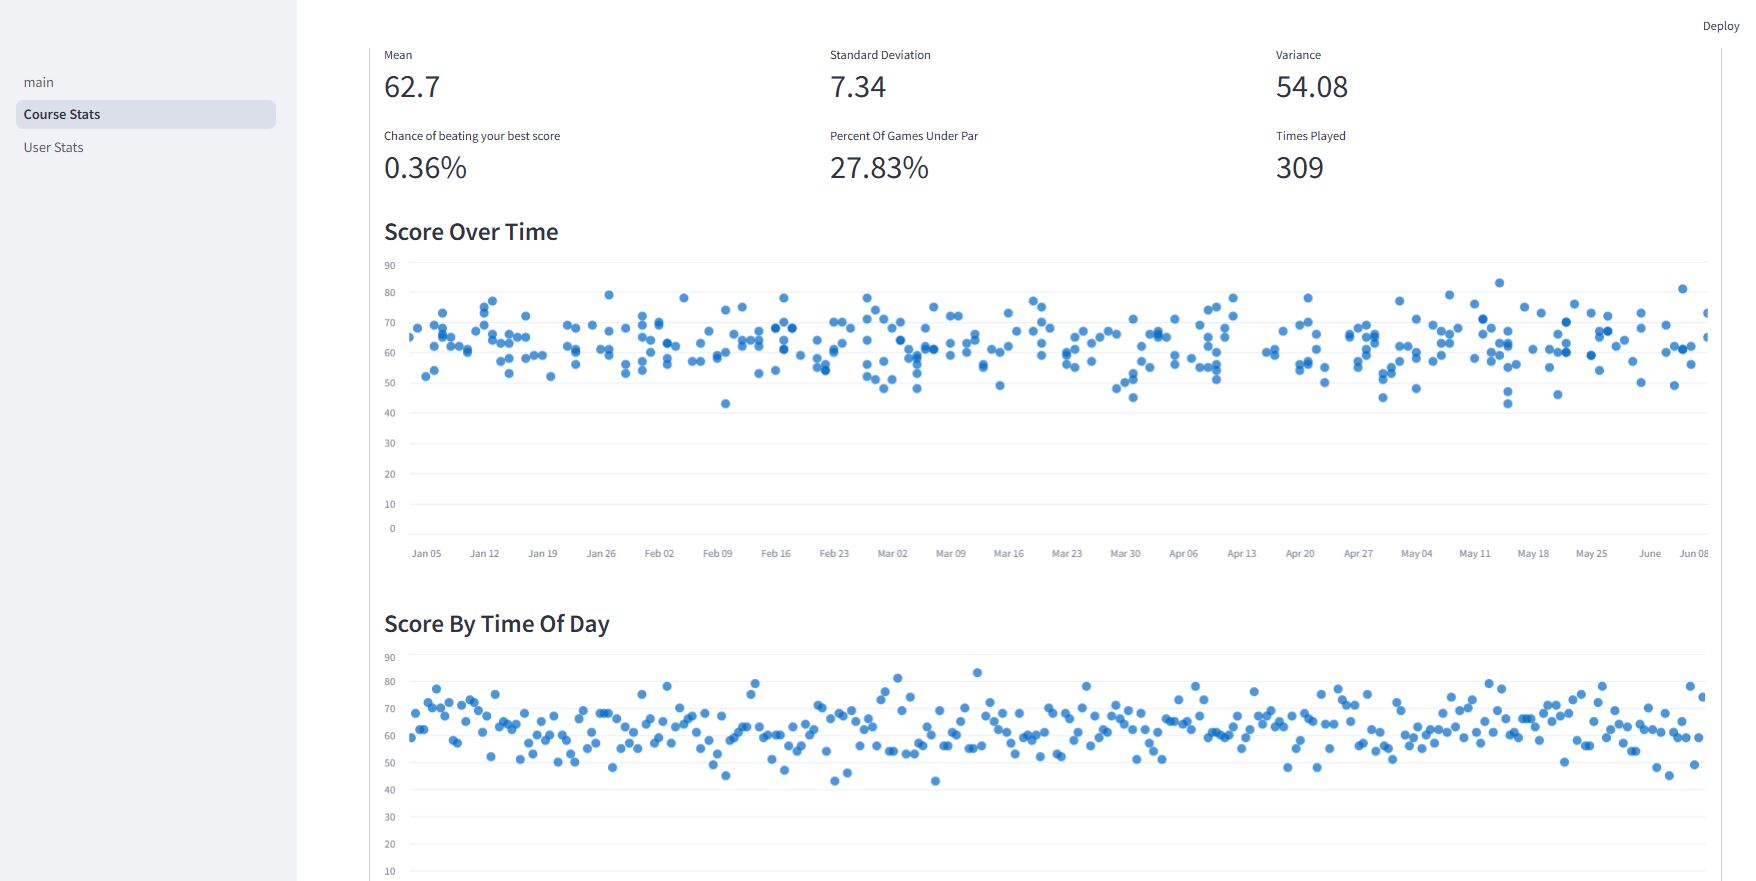 Deploy
main
Course Stats
User Stats
Mean
Standard Deviation
Variance
62.7
7.34
54.08
Chance of beating your best score
Percent Of Games Under Par
Times Played
0.36%
27.83%
309
Score Over Time
90
80
70
60
50
40
30
20
10
0
Jan 05 Jan 12 Jan 19 Jan 26 Feb 02 Feb 09 Feb 16 Feb 23 Mar 02 Mar 09 Mar 16 Mar 23 Mar 30 Apr 06 Apr 13 Apr 20 Apr 27 May 04 May 11 May 18 May 25 June Jun 08
Score By Time Of Day
90
80
70
60
50
40
30
20
10